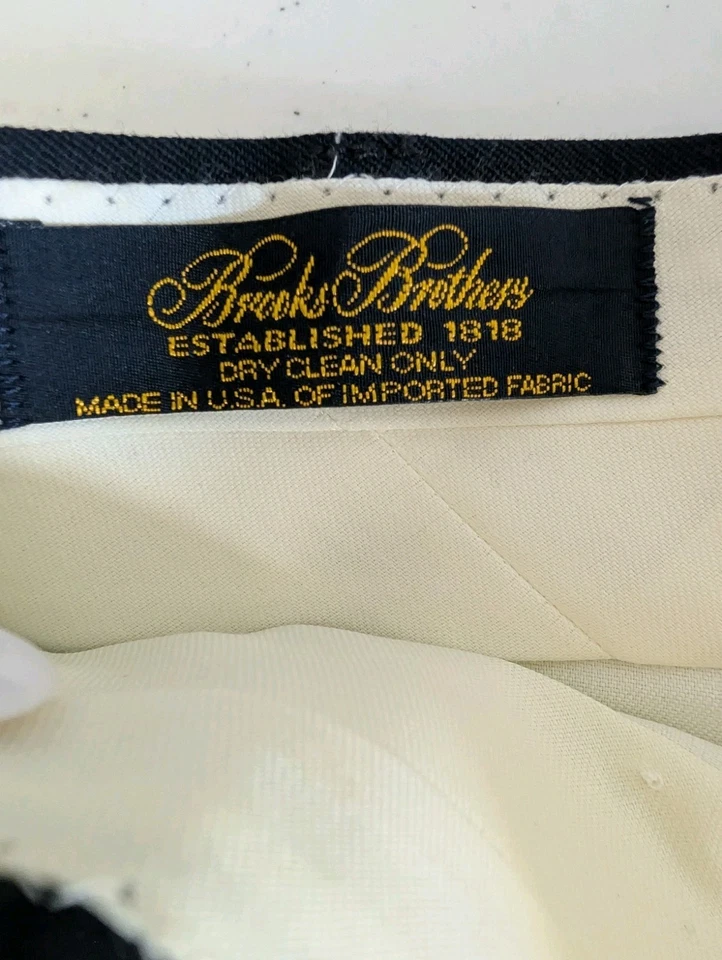 Brooks Brothers
ESTABLISHED 1818
DRY CLEAN ONLY
MADE IN U.S.A. OF IMPORTED FABRIC